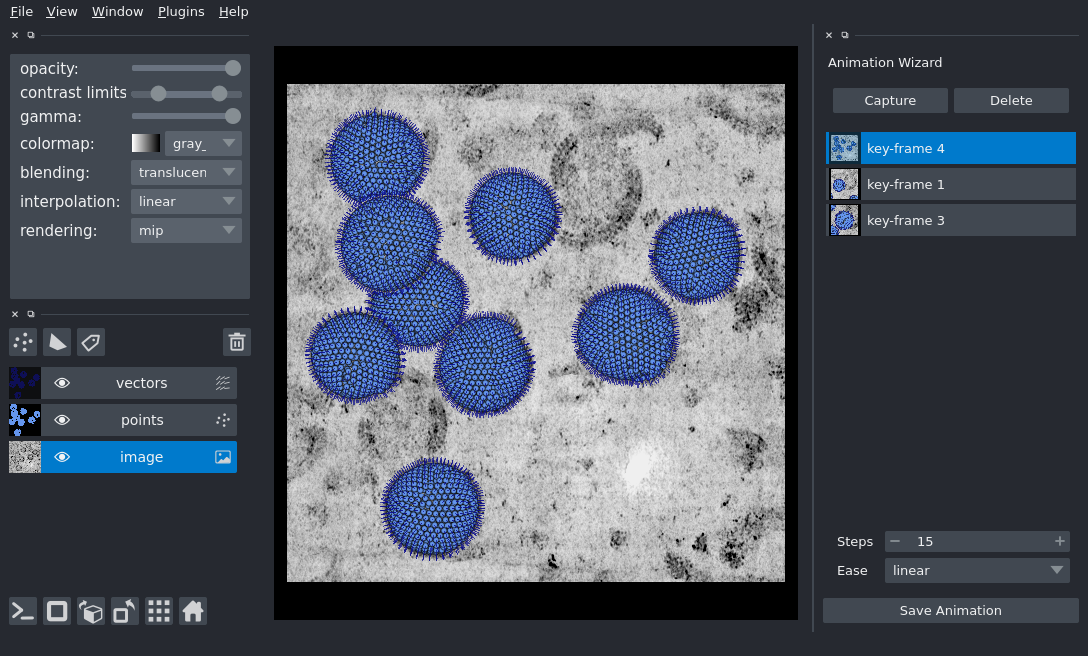 File View Window Plugins Help
opacity:
contrast limits
gamma:
colormap: gray_
blending: translucen
interpolation: linear
rendering: mip
vectors
points
image
Animation Wizard
Capture Delete
key-frame 4
key-frame 1
key-frame 3
Steps − 15 +
Ease linear
Save Animation